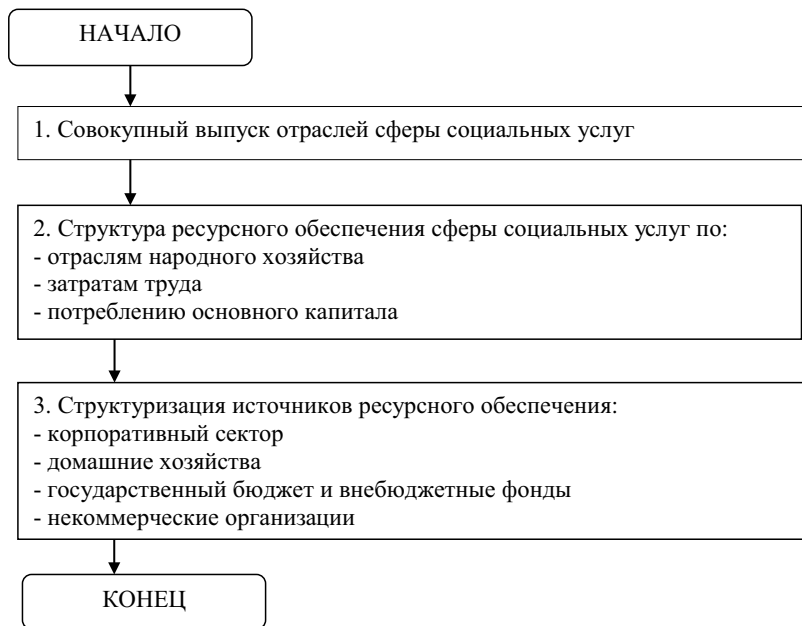 НАЧАЛО
1. Совокупный выпуск отраслей сферы социальных услуг
2. Структура ресурсного обеспечения сферы социальных услуг по:
- отраслям народного хозяйства
- затратам труда
- потреблению основного капитала
3. Структуризация источников ресурсного обеспечения:
- корпоративный сектор
- домашние хозяйства
- государственный бюджет и внебюджетные фонды
- некоммерческие организации
КОНЕЦ